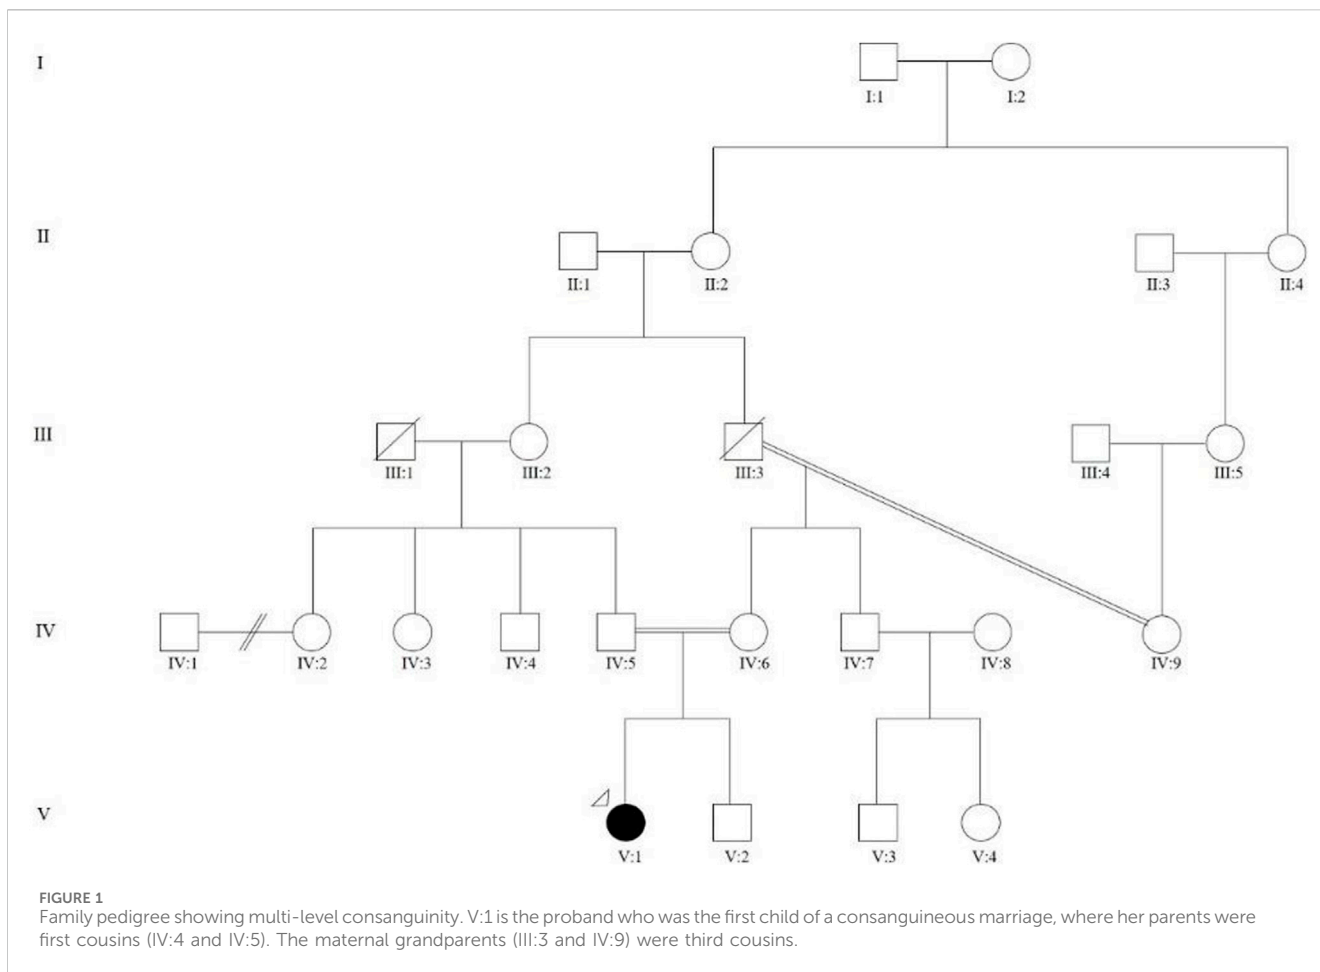 I
I:1 I:2
II
II:1 II:2 II:3 II:4
III
III:1 III:2 III:3 III:4 III:5
IV
IV:1 IV:2 IV:3 IV:4 IV:5 IV:6 IV:7 IV:8 IV:9
V
V:1 V:2 V:3 V:4
FIGURE 1
Family pedigree showing multi-level consanguinity. V:1 is the proband who was the first child of a consanguineous marriage, where her parents were
first cousins (IV:4 and IV:5). The maternal grandparents (III:3 and IV:9) were third cousins.